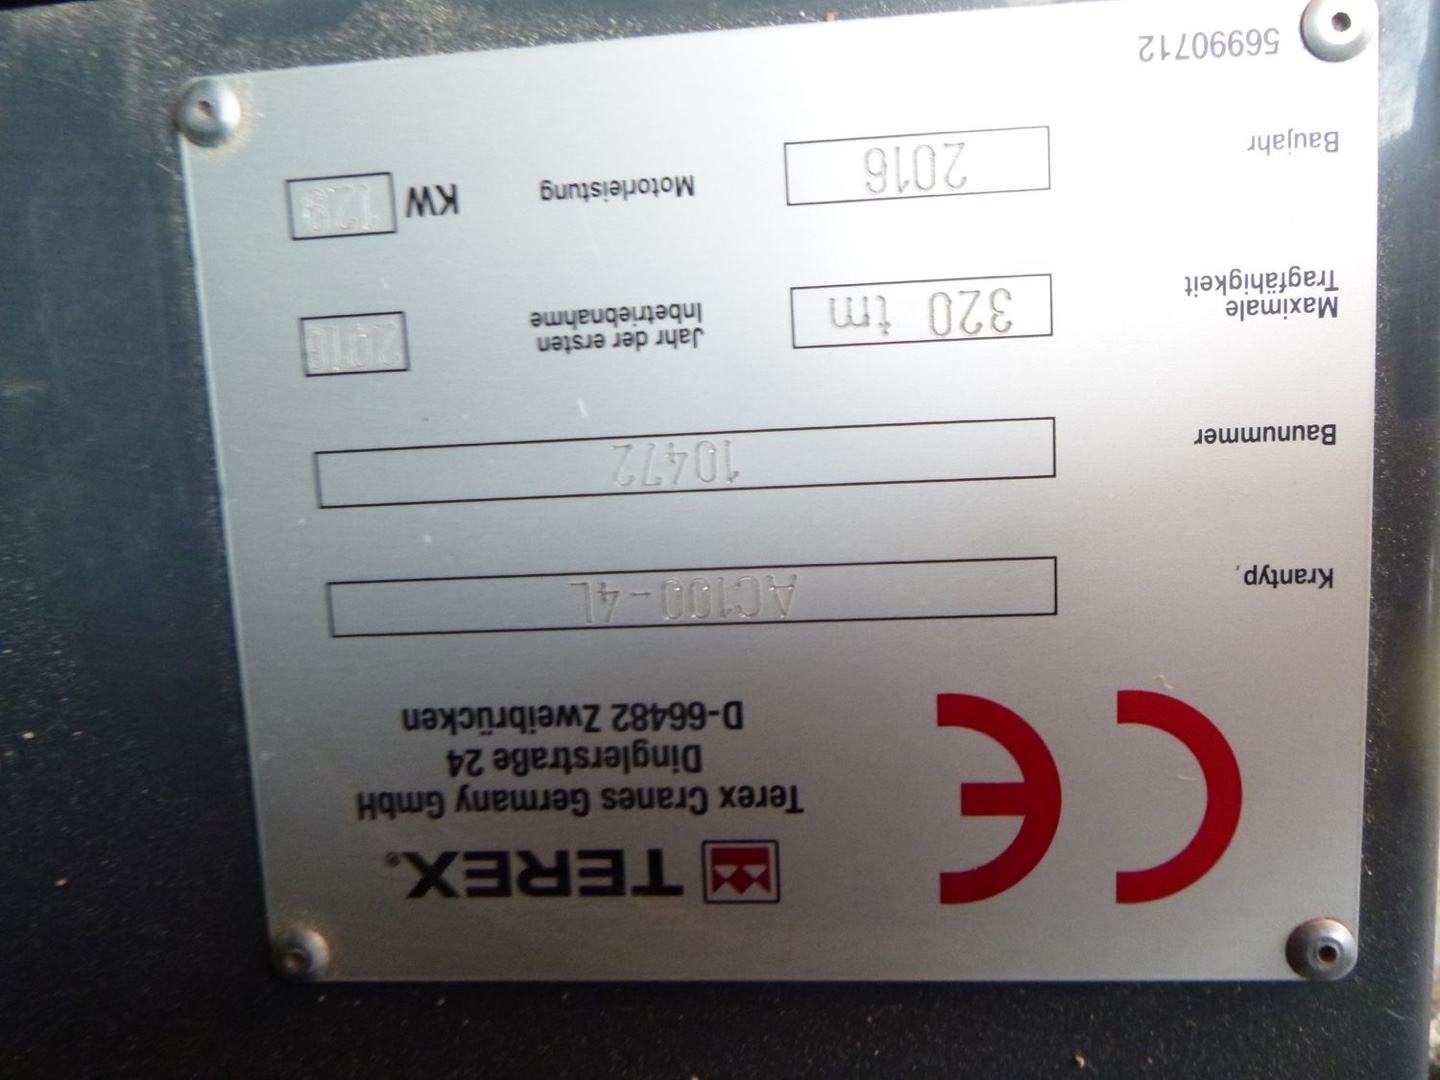 CE
TEREX®
Terex Cranes Germany GmbH
Dinglerstraße 24
D-66482 Zweibrücken
Krantyp,
AC100-4L
Baunummer
10472
Maximale
Tragfähigkeit
320 tm
Jahr der ersten
Inbetriebnahme
2016
Baujahr
2016
Motorleistung
KW
56990712